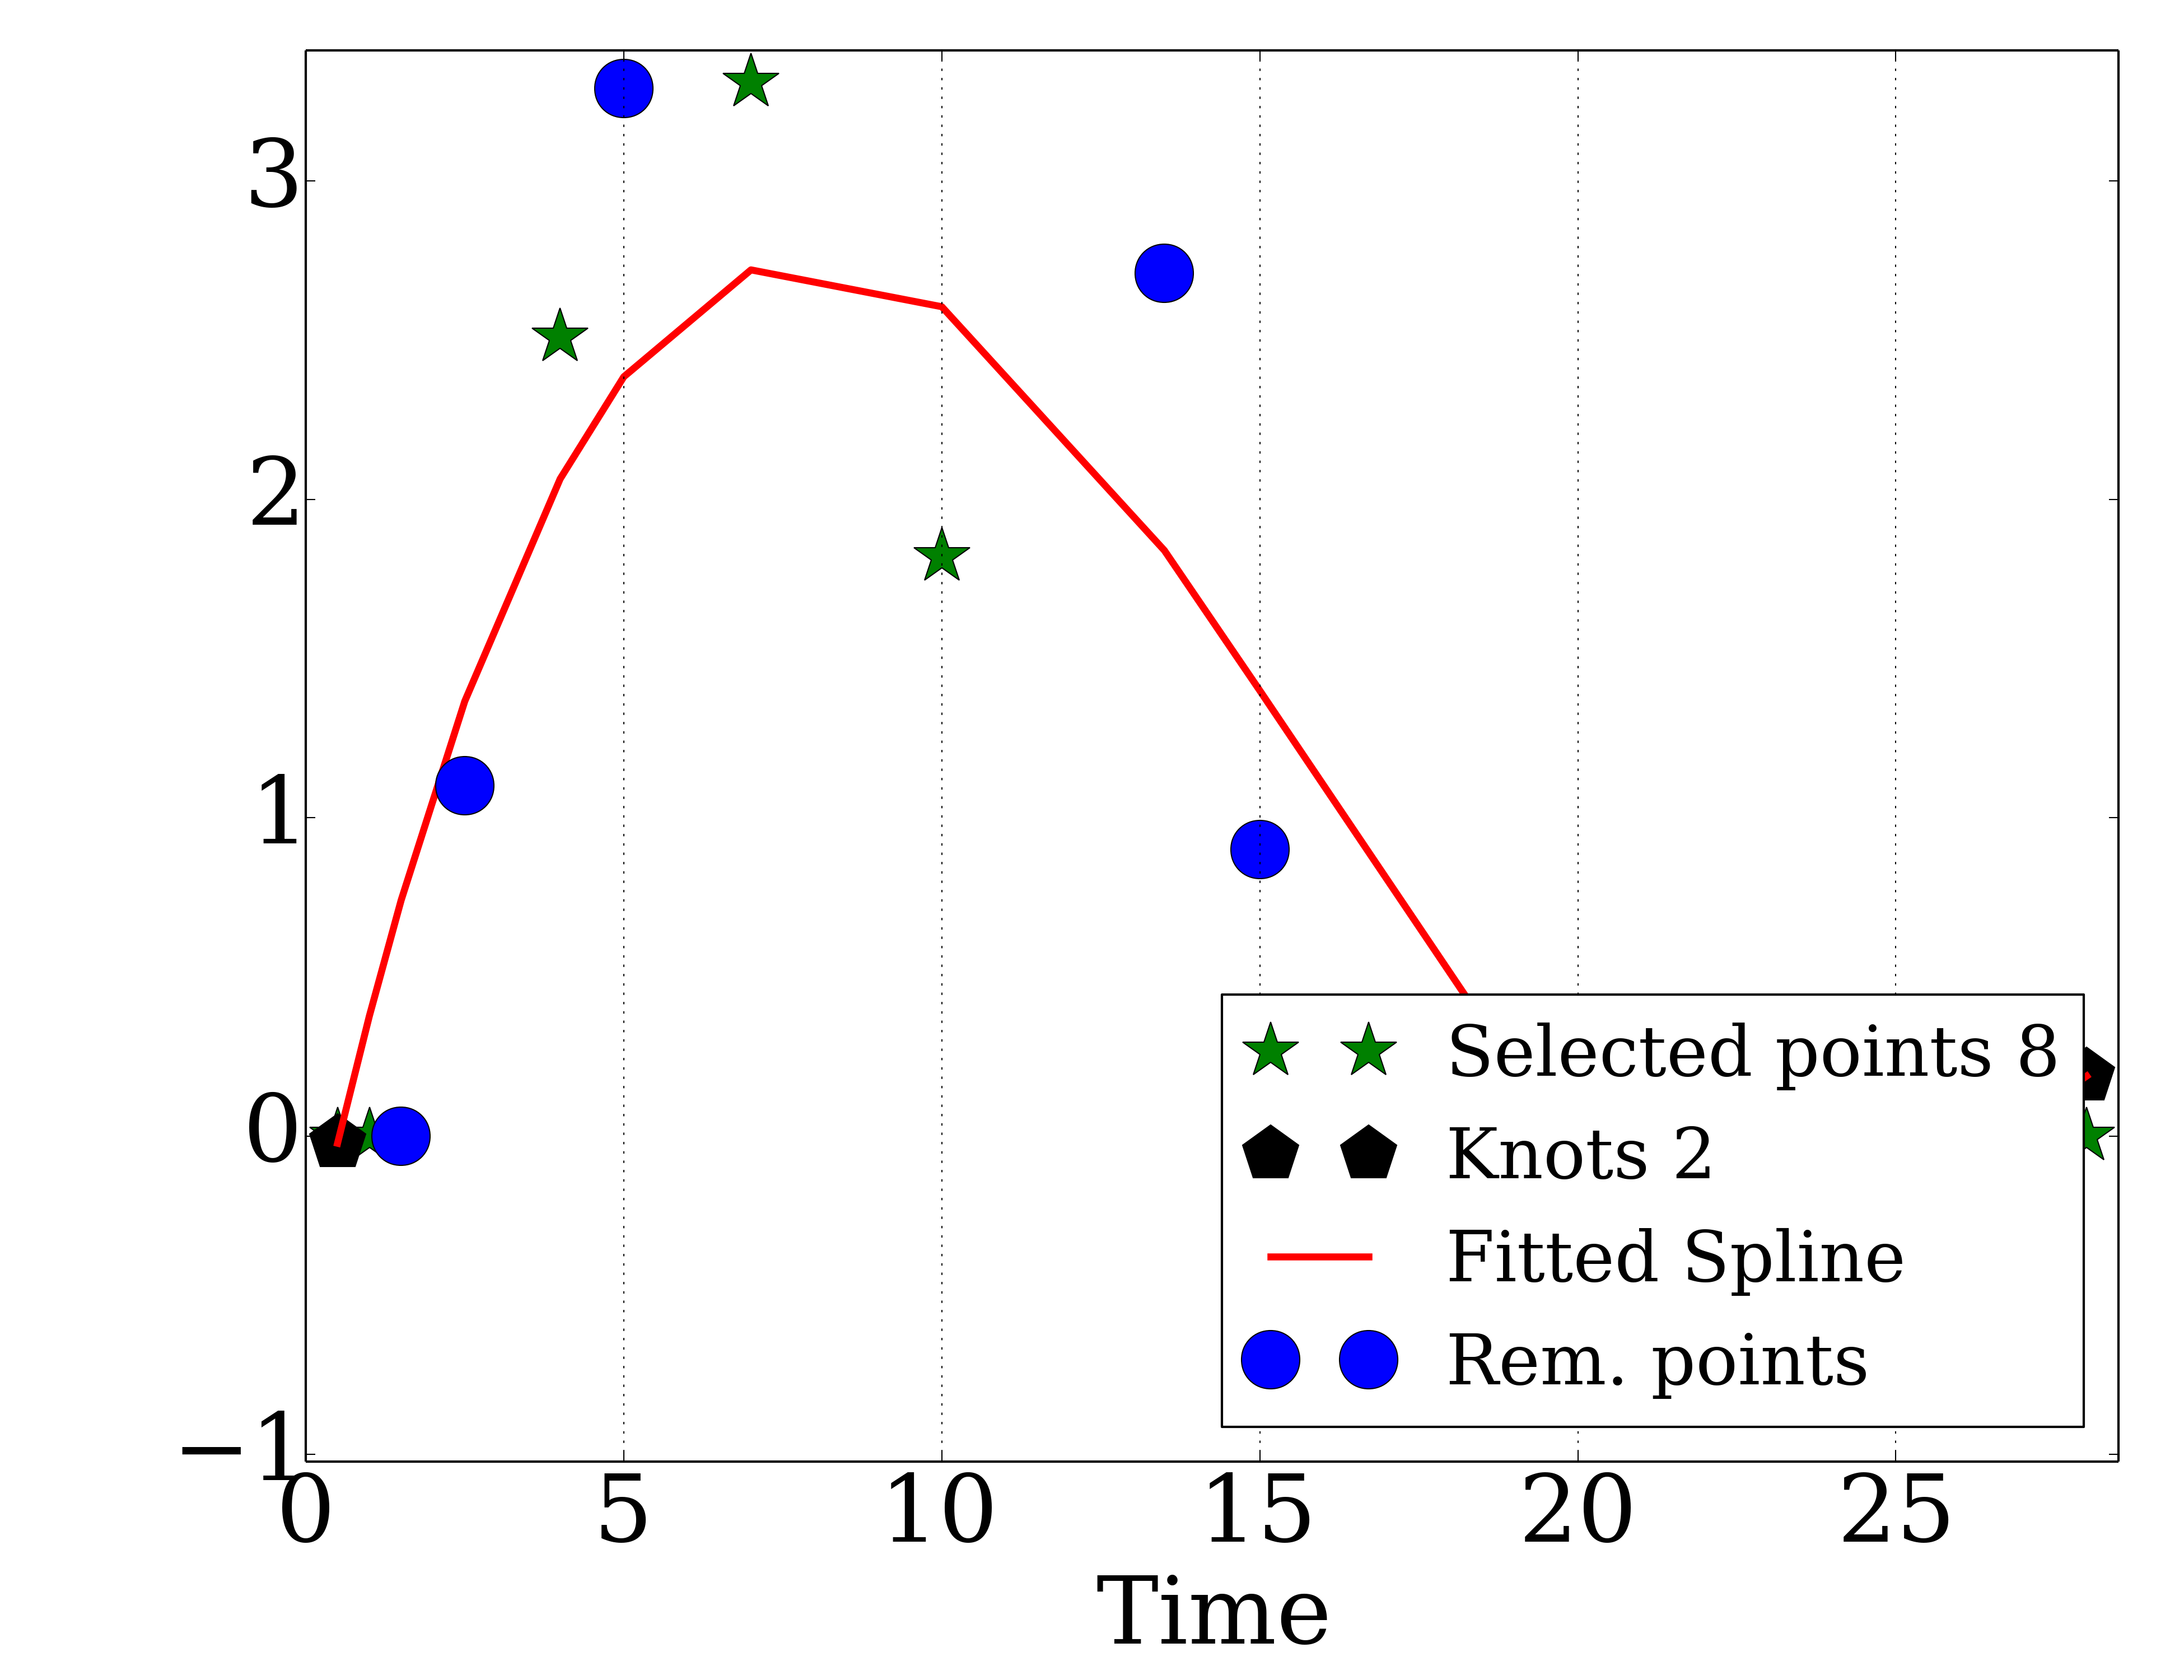 3
2
1
0
−1
0 5 10 15 20 25
Time
Selected points 8
Knots 2
Fitted Spline
Rem. points